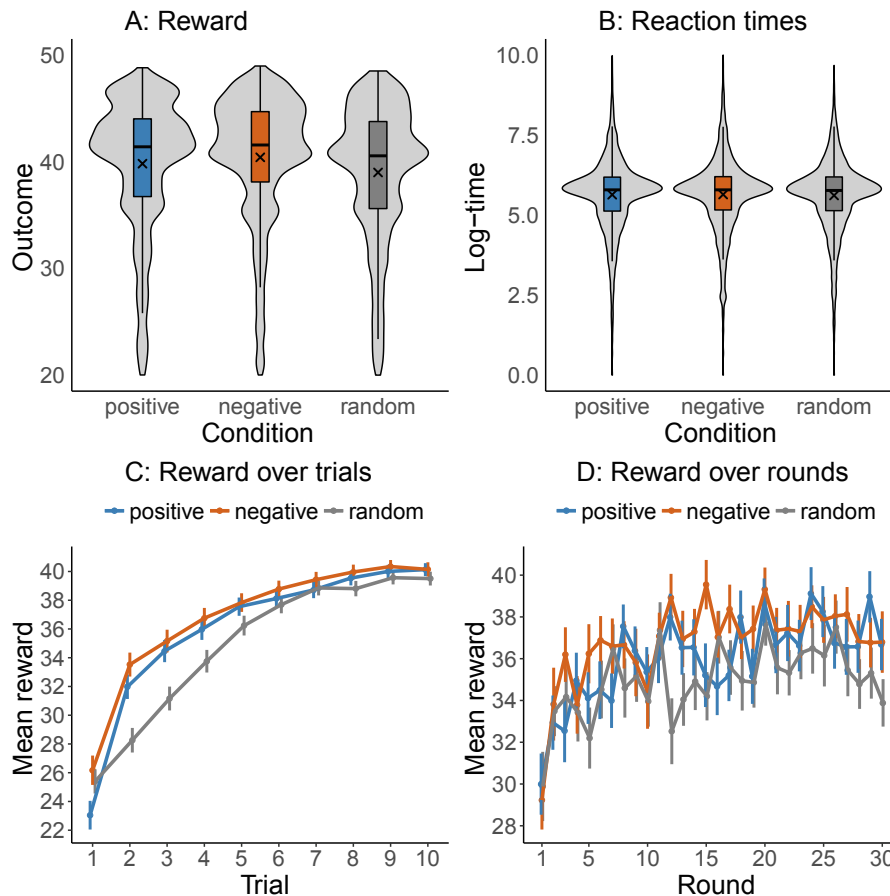 A: Reward
Outcome
50
40
30
20
positive negative random
Condition
B: Reaction times
Log−time
10.0
7.5
5.0
2.5
0.0
positive negative random
Condition
C: Reward over trials
positive negative random
Mean reward
40
38
36
34
32
30
28
26
24
22
1 2 3 4 5 6 7 8 9 10
Trial
D: Reward over rounds
positive negative random
Mean reward
40
38
36
34
32
30
28
1 5 10 15 20 25 30
Round